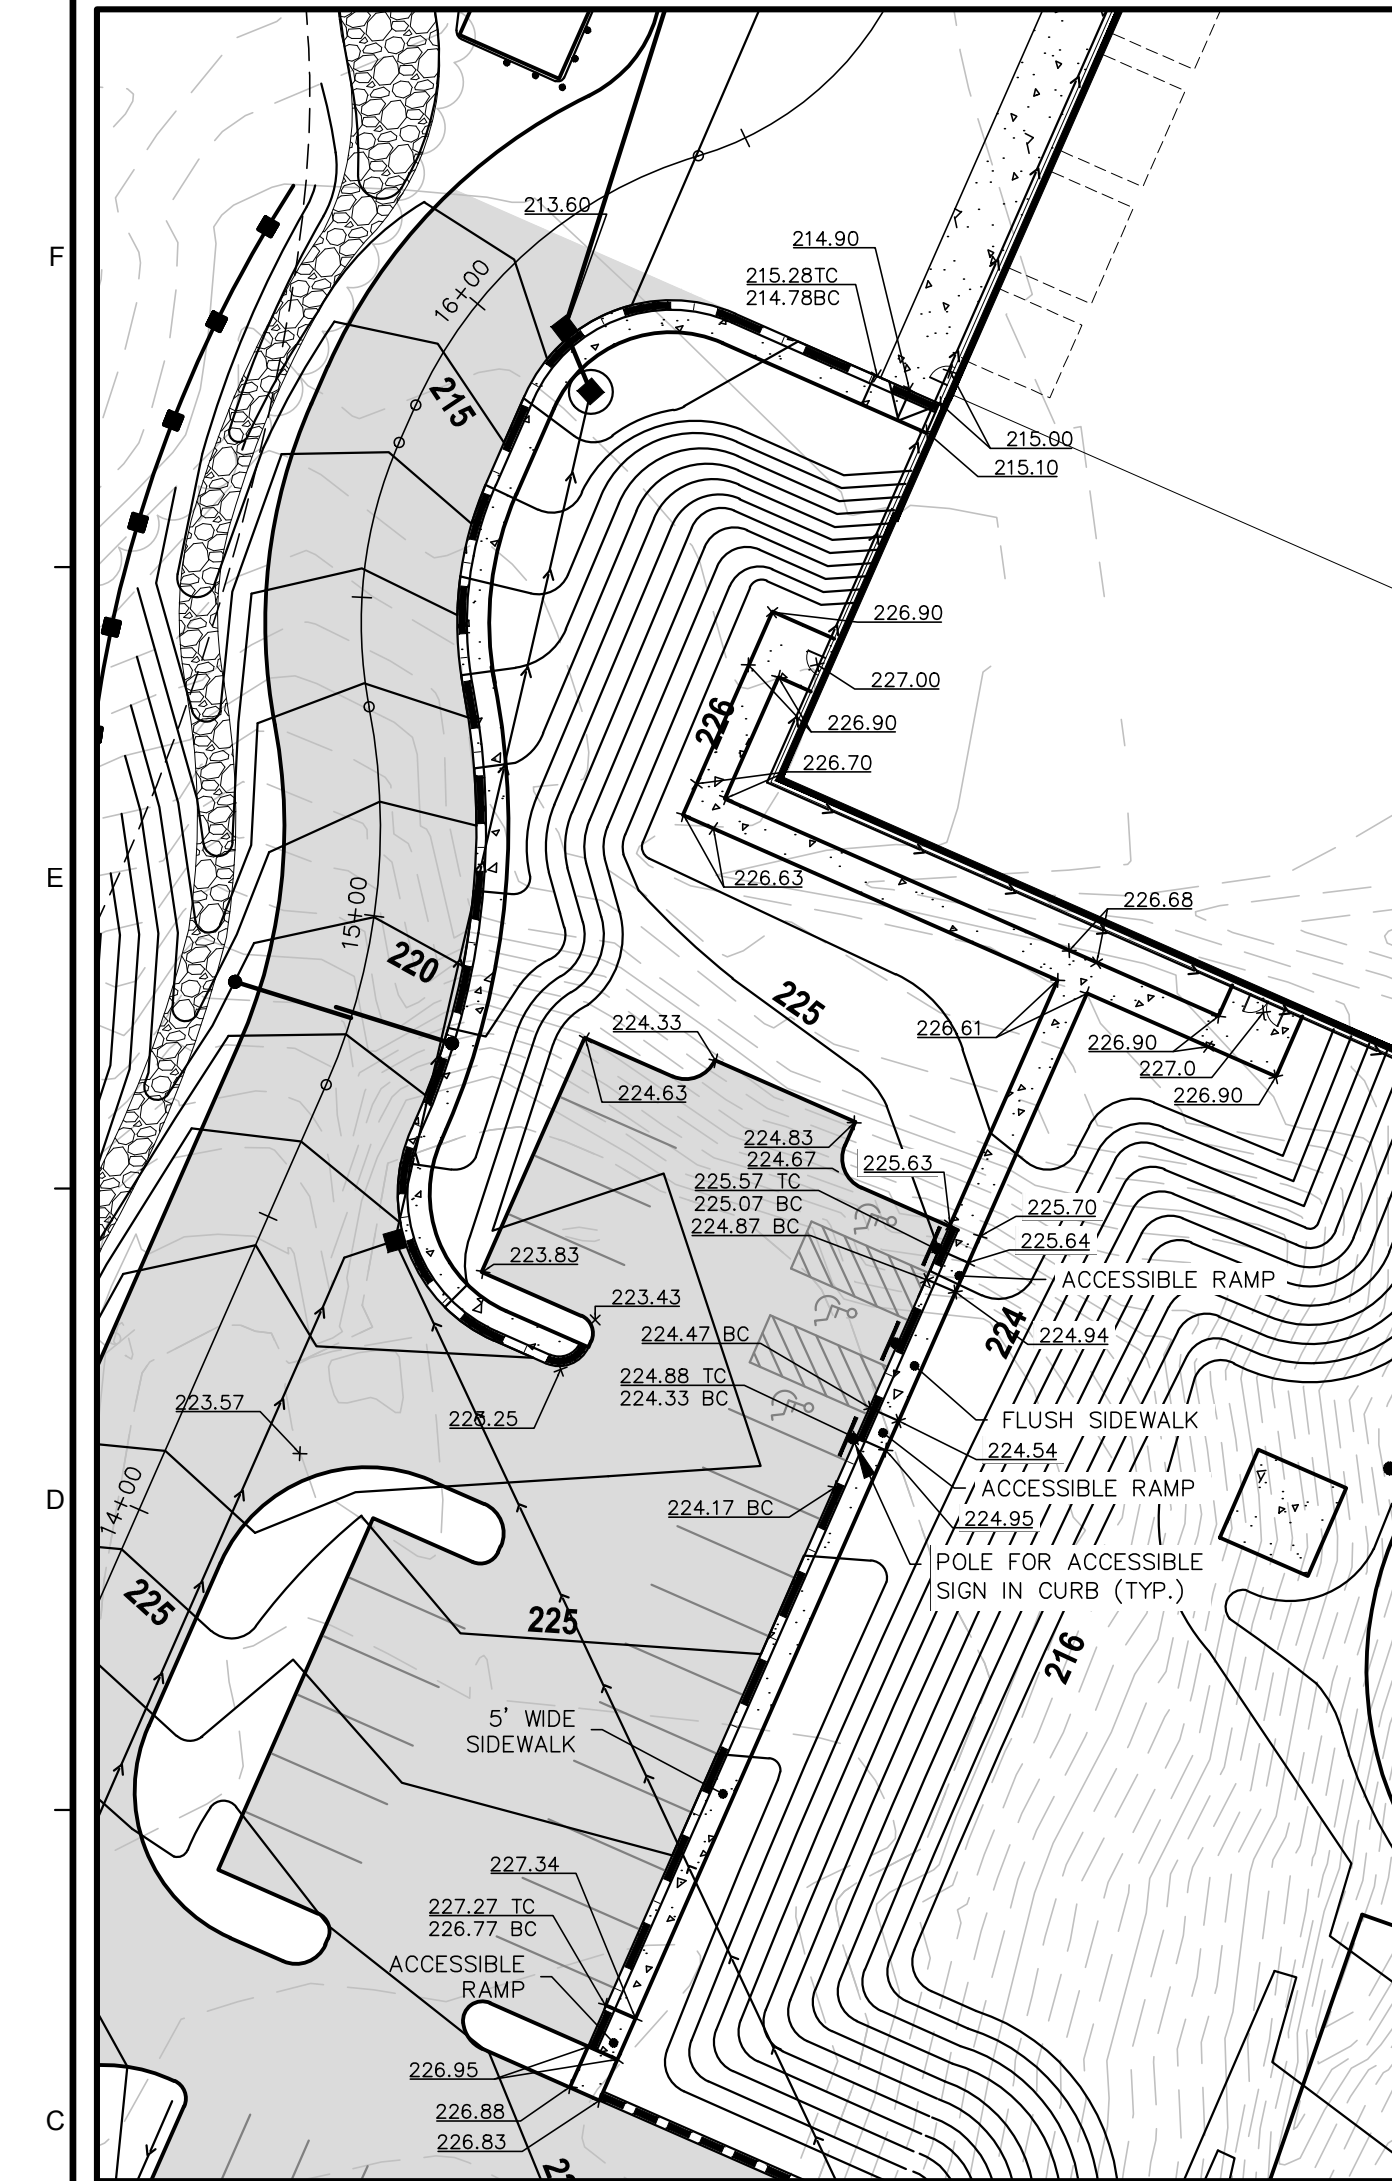 213.60
F
214.90
16+00
215.28TC
214.78BC
215
215.00
215.10
226.90
227.00
226
226.90
226.70
E
226.63
226.68
15+00
220
225
224.33
226.61
226.90
227.0
224.63
226.90
224.83
224.67
225.63
225.57 TC
225.07 BC
224.87 BC
225.70
225.64
223.83
ACCESSIBLE RAMP
223.43
224
224.47 BC
224.94
224.88 TC
224.33 BC
223.57
223.25
FLUSH SIDEWALK
224.54
D
14+00
ACCESSIBLE RAMP
224.17 BC
224.95
POLE FOR ACCESSIBLE
SIGN IN CURB (TYP.)
225
225
216
5' WIDE
SIDEWALK
227.34
227.27 TC
226.77 BC
ACCESSIBLE
RAMP
226.95
C
226.88
226.83